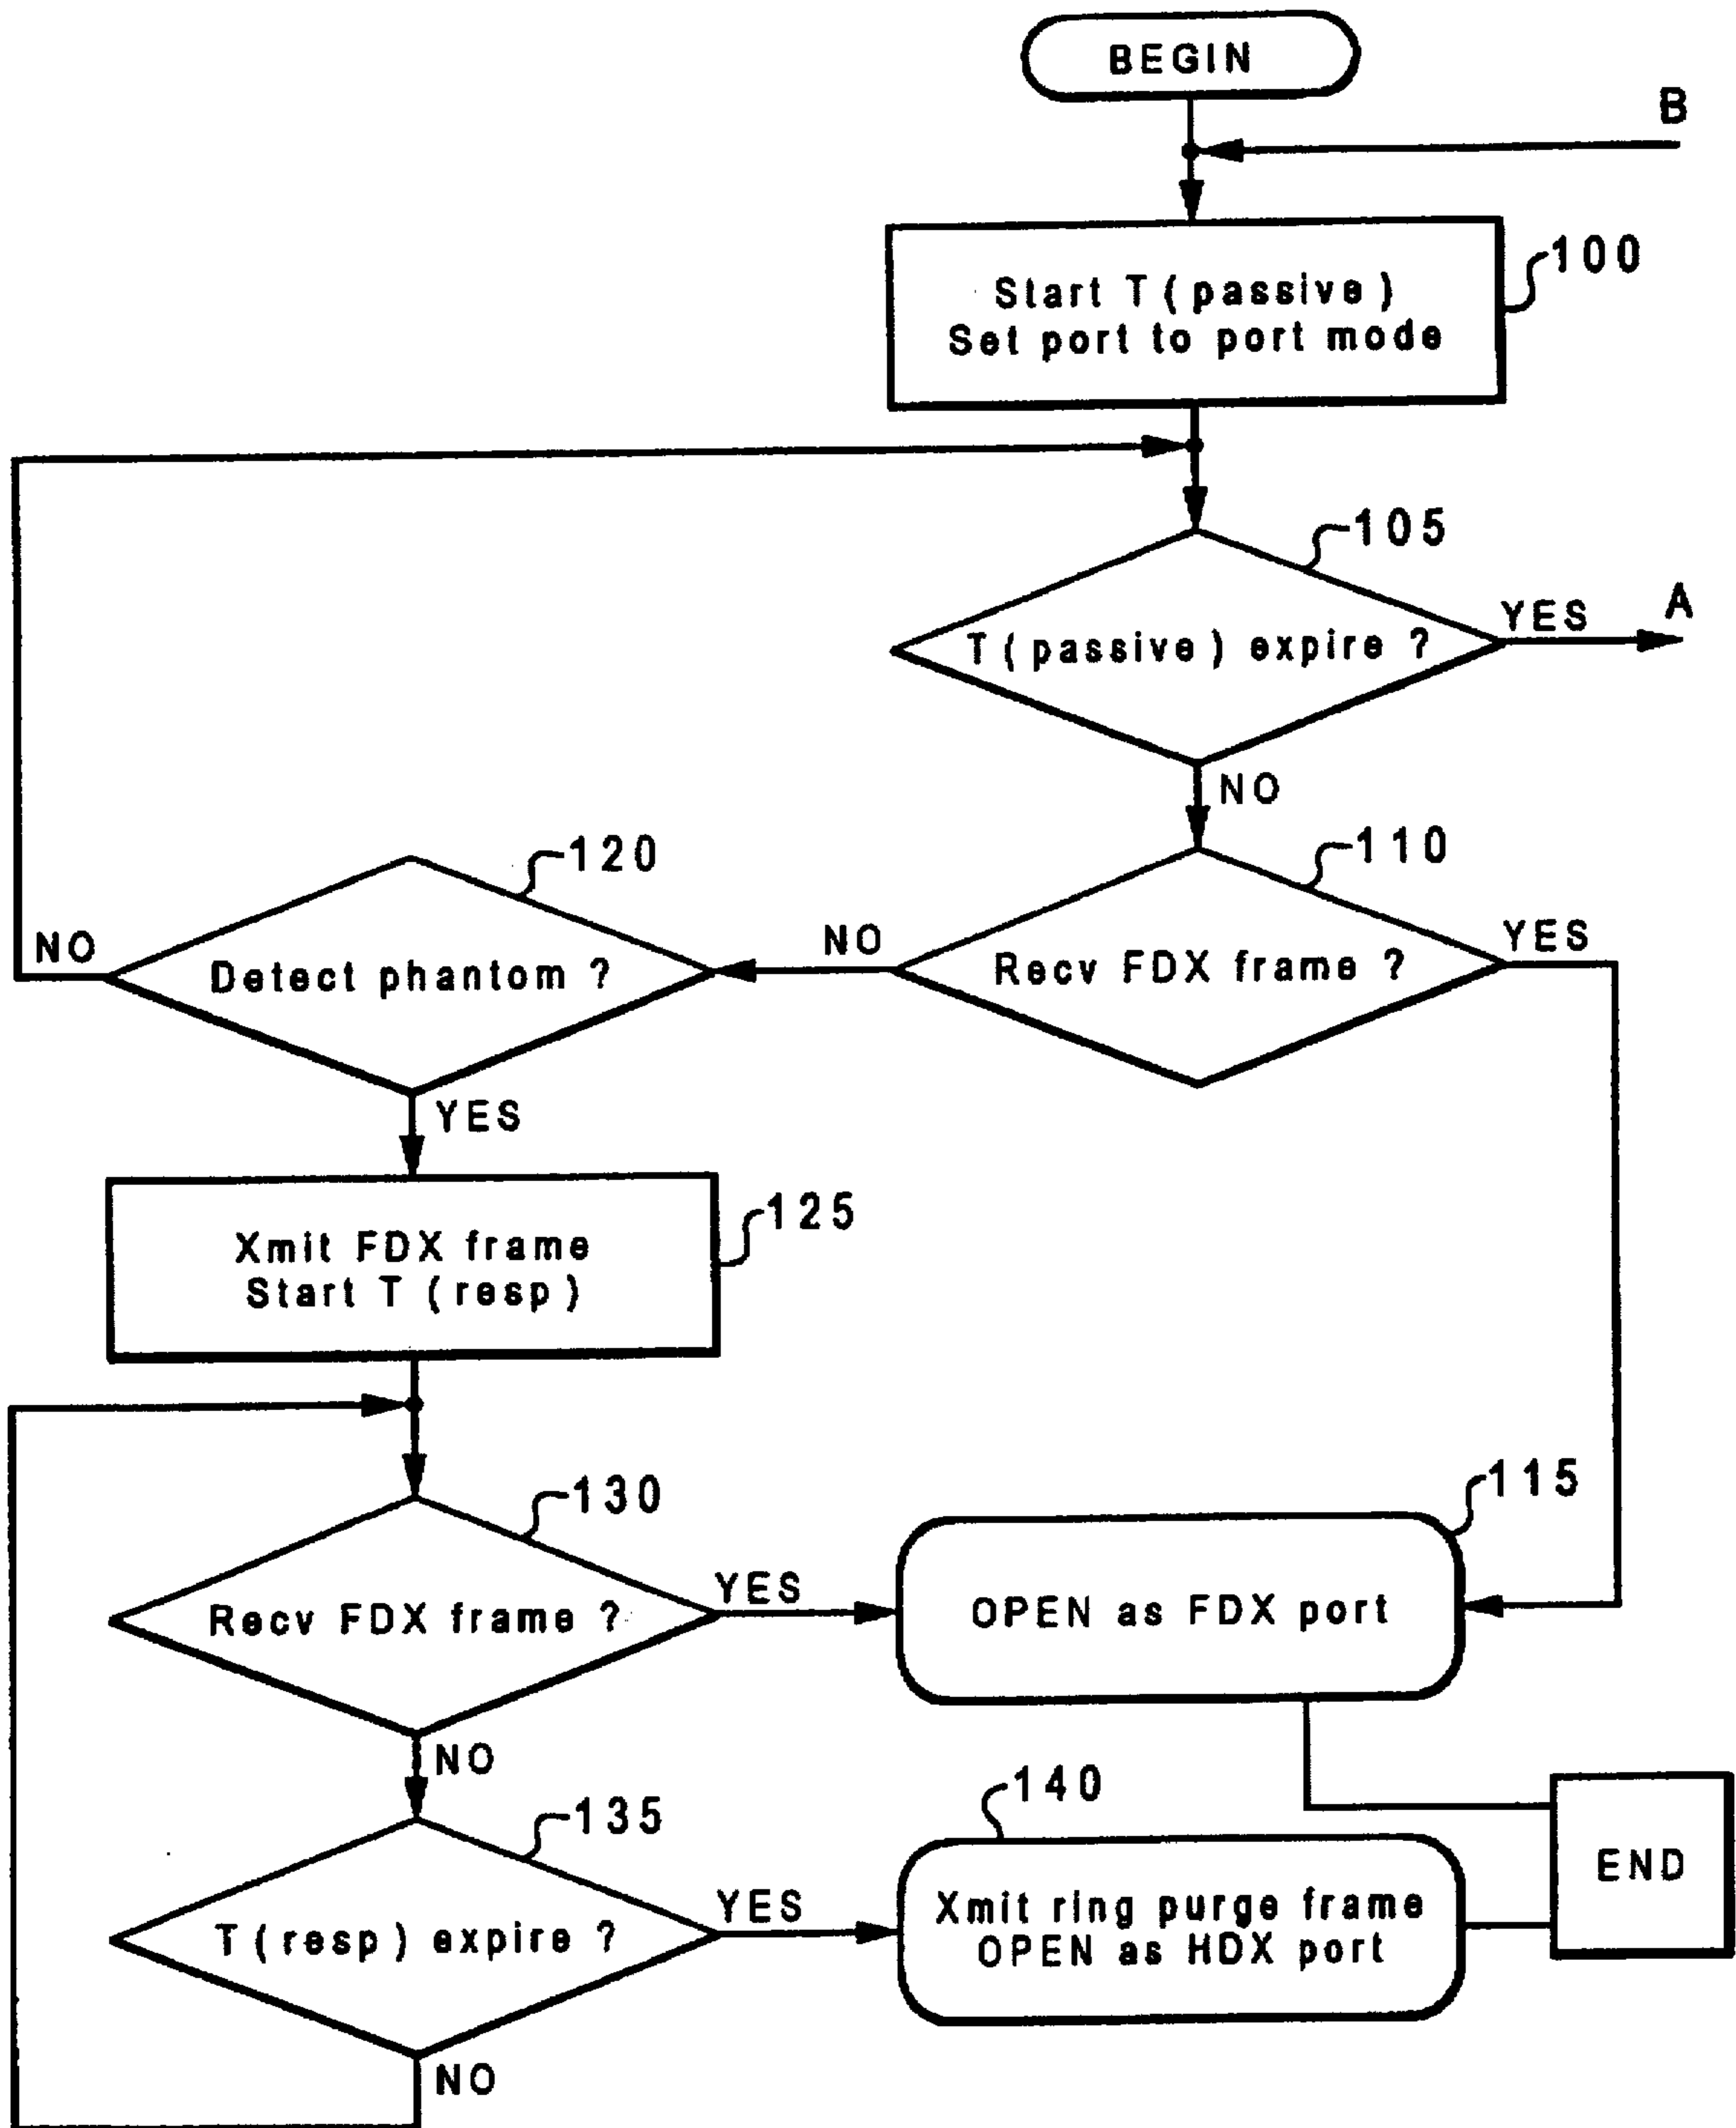 BEGIN
B
100
Start T (passive)
Set port to port mode
105
T (passive) expire ?
YES
A
NO
110
Recv FDX frame ?
YES
NO
120
Detect phantom ?
NO
YES
125
Xmit FDX frame
Start T (resp)
130
Recv FDX frame ?
YES
115
OPEN as FDX port
NO
135
T (resp) expire ?
YES
140
Xmit ring purge frame
OPEN as HDX port
END
NO